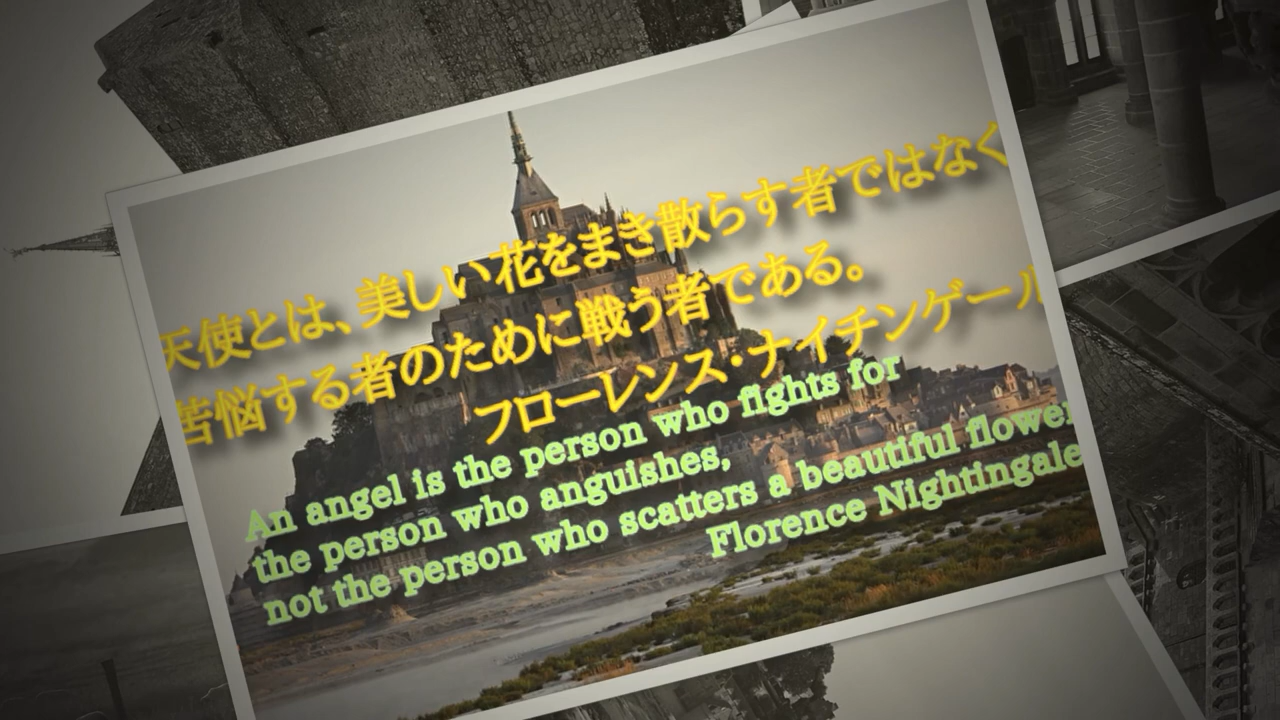 天使とは、美しい花をまき散らす者ではなく
苦悩する者のために戦う者である。
フローレンス・ナイチンゲール
An angel is the person who fights for
the person who anguishes,
not the person who scatters a beautiful flower
Florence Nightingale